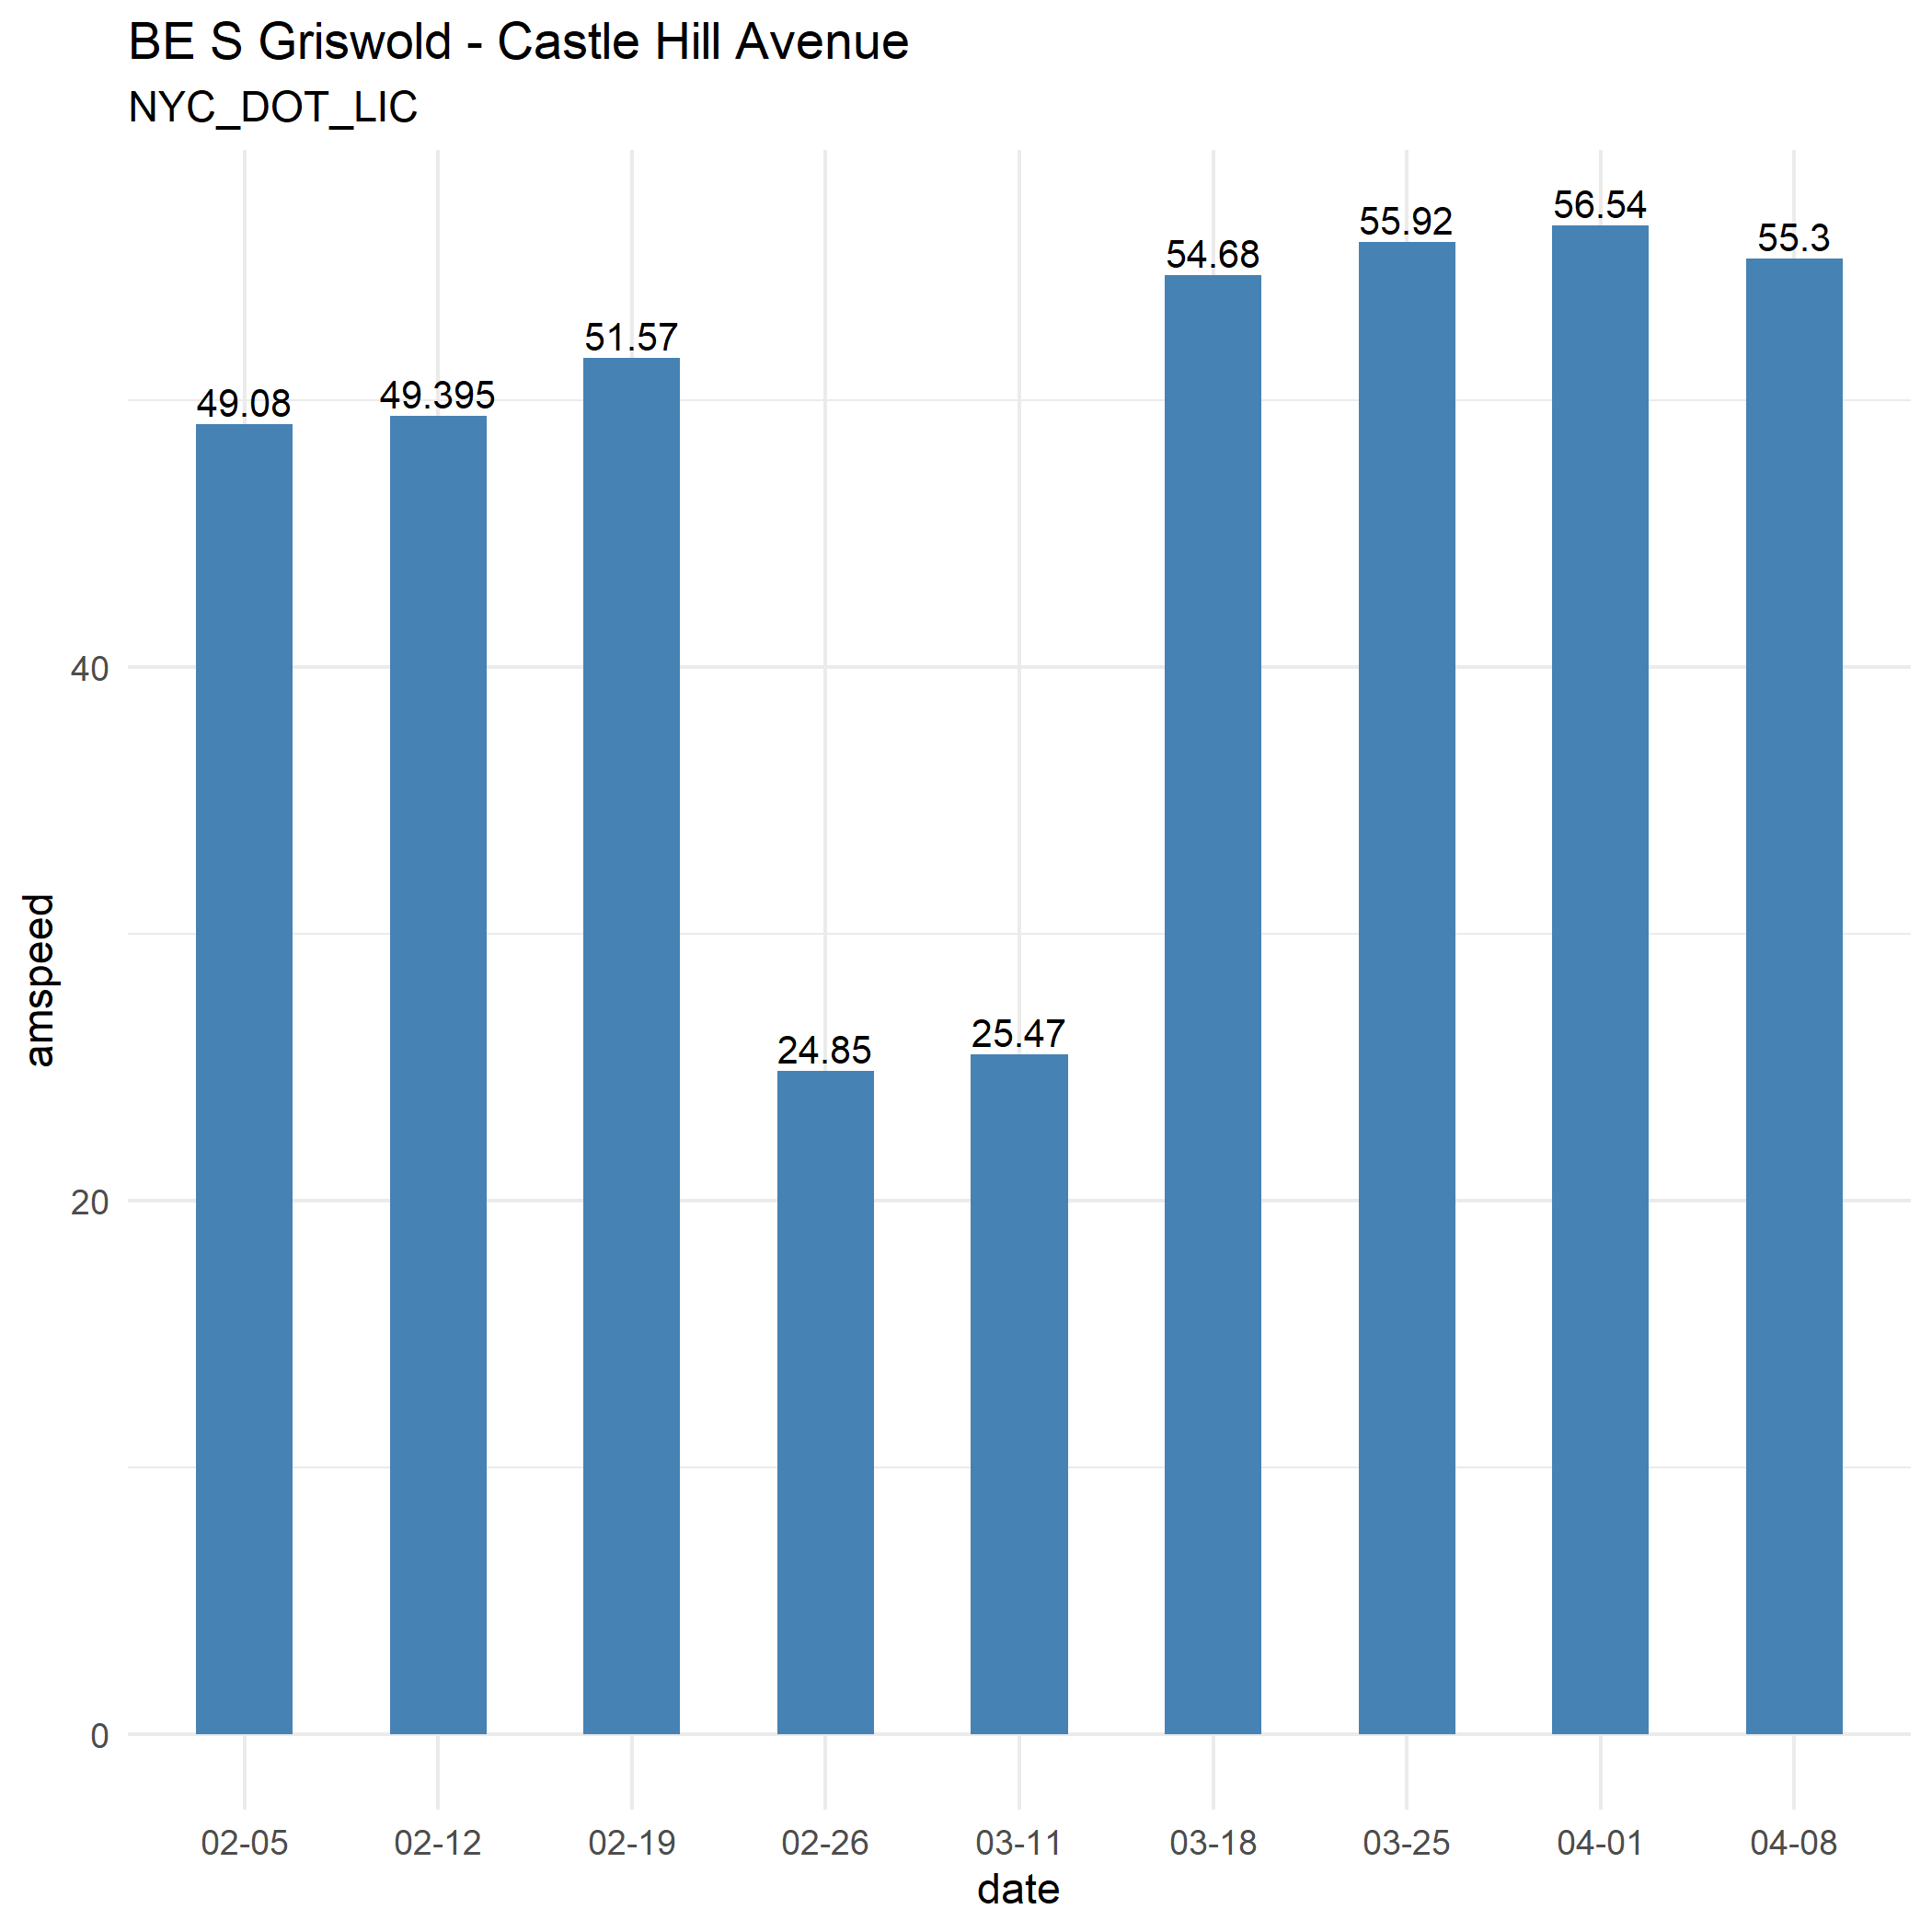 BE S Griswold - Castle Hill Avenue
NYC_DOT_LIC
49.08
49.395
51.57
24.85
25.47
54.68
55.92
56.54
55.3
40
20
0
amspeed
02-05 02-12 02-19 02-26 03-11 03-18 03-25 04-01 04-08
date